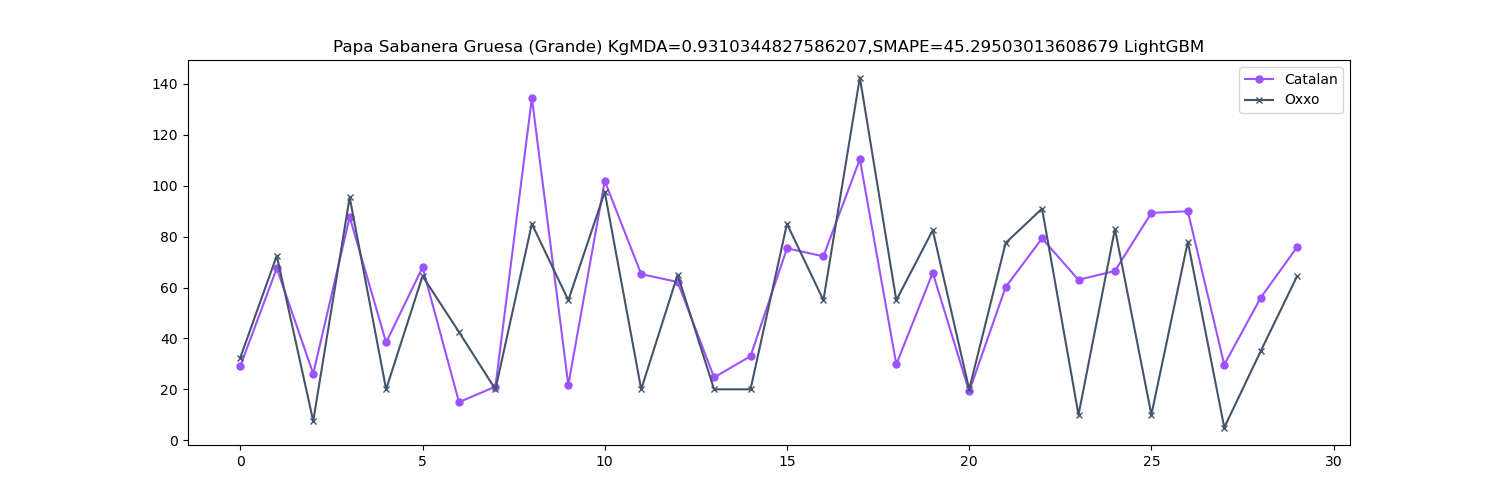 Papa Sabanera Gruesa (Grande) KgMDA=0.9310344827586207,SMAPE=45.29503013608679 LightGBM
Catalan
Oxxo
140
120
100
80
60
40
20
0
0 5 10 15 20 25 30